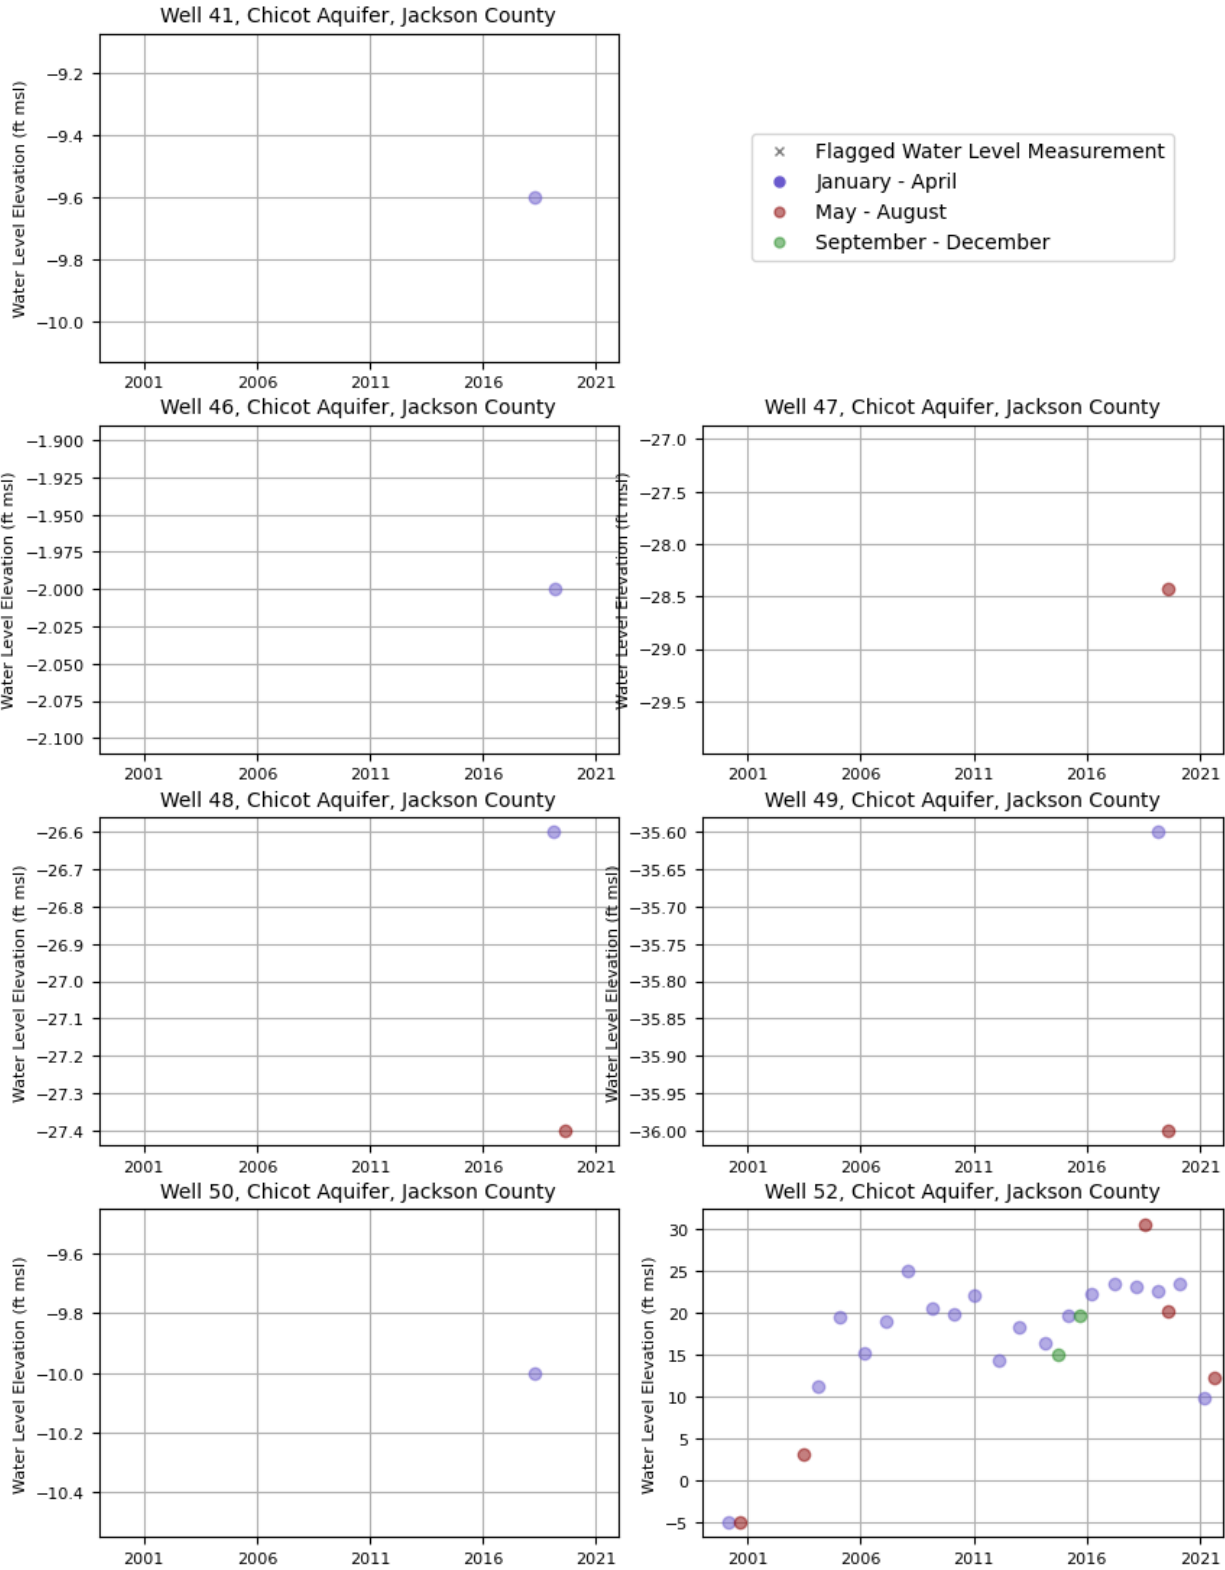 Well 41, Chicot Aquifer, Jackson County
Water Level Elevation (ft msl)
−9.2
−9.4
−9.6
−9.8
−10.0
2001 2006 2011 2016 2021
Flagged Water Level Measurement
January - April
May - August
September - December
Well 46, Chicot Aquifer, Jackson County
Water Level Elevation (ft msl)
−1.900
−1.925
−1.950
−1.975
−2.000
−2.025
−2.050
−2.075
−2.100
2001 2006 2011 2016 2021
Well 47, Chicot Aquifer, Jackson County
Water Level Elevation (ft msl)
−27.0
−27.5
−28.0
−28.5
−29.0
−29.5
2001 2006 2011 2016 2021
Well 48, Chicot Aquifer, Jackson County
Water Level Elevation (ft msl)
−26.6
−26.7
−26.8
−26.9
−27.0
−27.1
−27.2
−27.3
−27.4
2001 2006 2011 2016 2021
Well 49, Chicot Aquifer, Jackson County
Water Level Elevation (ft msl)
−35.60
−35.65
−35.70
−35.75
−35.80
−35.85
−35.90
−35.95
−36.00
2001 2006 2011 2016 2021
Well 50, Chicot Aquifer, Jackson County
Water Level Elevation (ft msl)
−9.6
−9.8
−10.0
−10.2
−10.4
2001 2006 2011 2016 2021
Well 52, Chicot Aquifer, Jackson County
Water Level Elevation (ft msl)
30
25
20
15
10
5
0
−5
2001 2006 2011 2016 2021